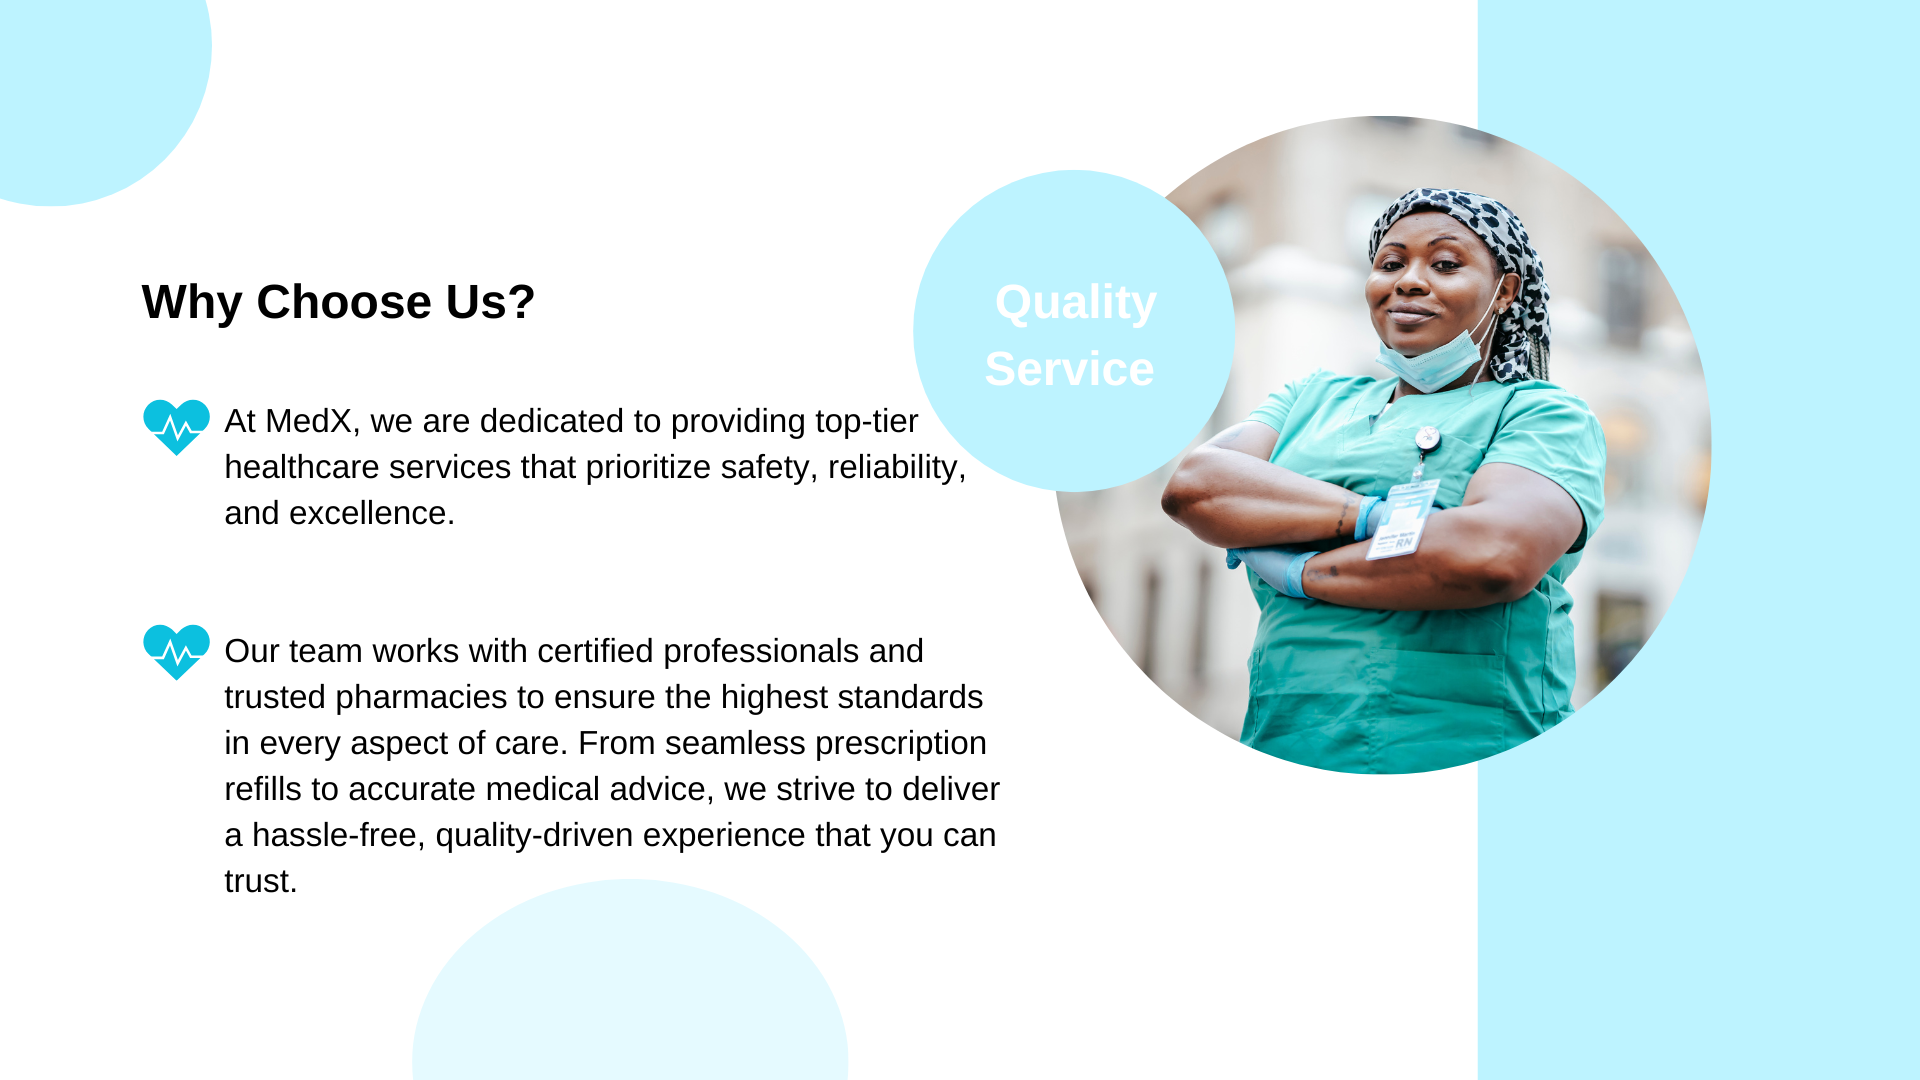 Why Choose Us?
Quality
Service
At MedX, we are dedicated to providing top-tier
healthcare services that prioritize safety, reliability,
and excellence.
Our team works with certified professionals and
trusted pharmacies to ensure the highest standards
in every aspect of care. From seamless prescription
refills to accurate medical advice, we strive to deliver
a hassle-free, quality-driven experience that you can
trust.
RN